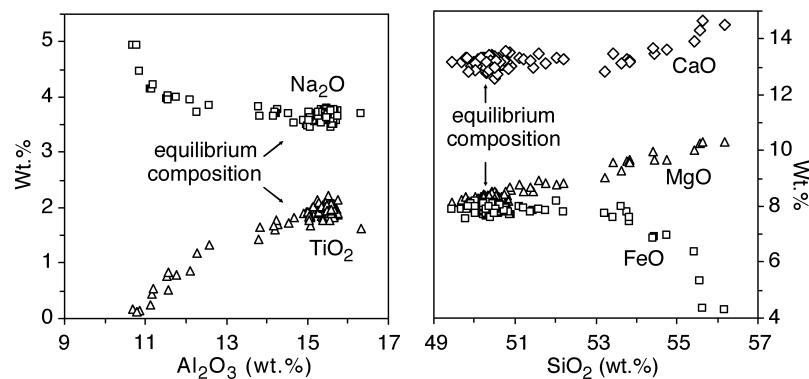 5
4
3
2
1
0
Wt.%
Na₂O
equilibrium
composition
TiO₂
9
11
13
15
17
Al₂O₃ (wt.%)
14
12
10
8
6
4
Wt.%
CaO
equilibrium
composition
MgO
FeO
49
51
53
55
57
SiO₂ (wt.%)